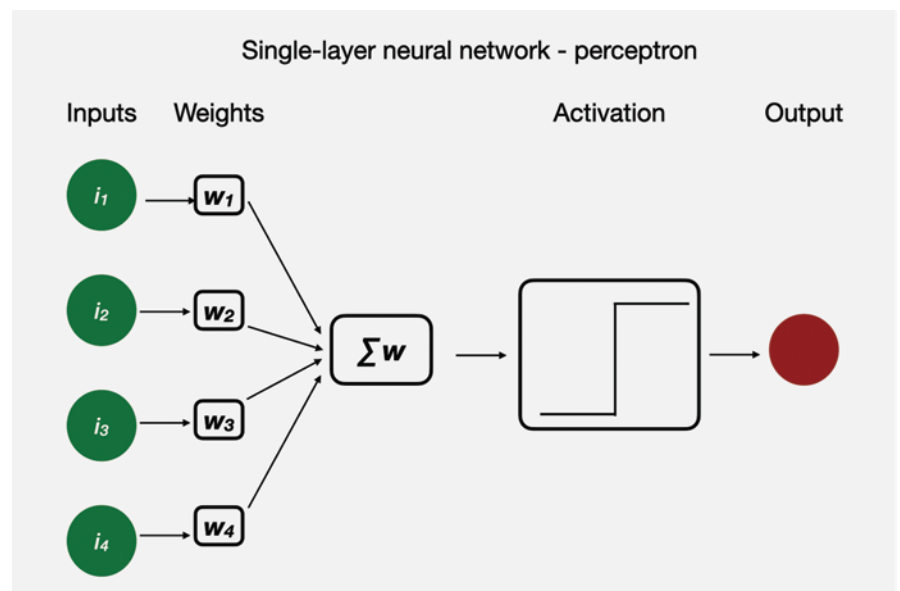 Single-layer neural network - perceptron
Inputs Weights Activation Output
i₁ w₁
i₂ w₂
∑w
i₃ w₃
i₄ w₄